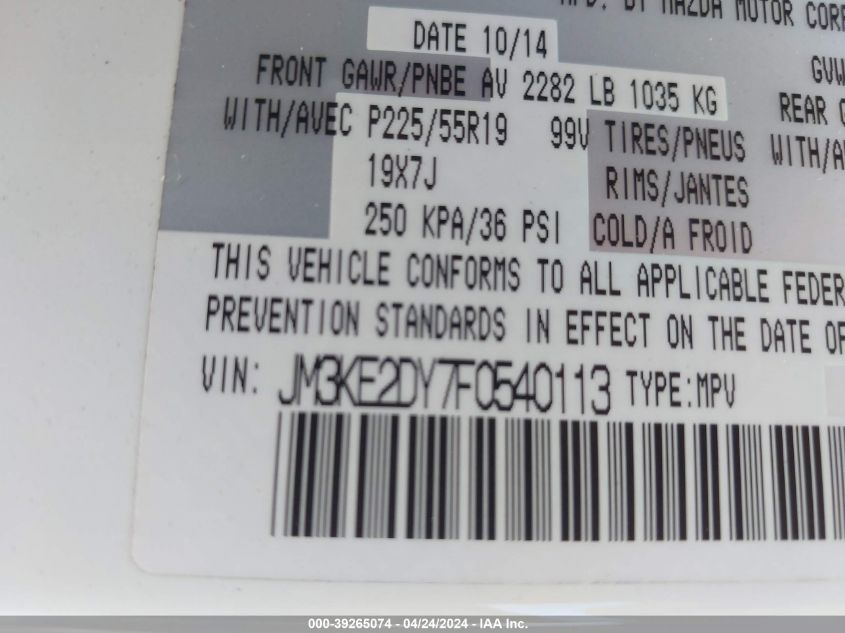 MFD. BY MAZDA MOTOR CORP
DATE 10/14
FRONT GAWR/PNBE AV 2282 LB 1035 KG
GVW
WITH/AVEC P225/55R19 99V TIRES/PNEUS
REAR G
19X7J RIMS/JANTES
WITH/A
250 KPA/36 PSI COLD/A FROID
THIS VEHICLE CONFORMS TO ALL APPLICABLE FEDER
PREVENTION STANDARDS IN EFFECT ON THE DATE OF
VIN: JM3KE2DY7F0540113 TYPE:MPV
000-39265074 - 04/24/2024 - IAA Inc.